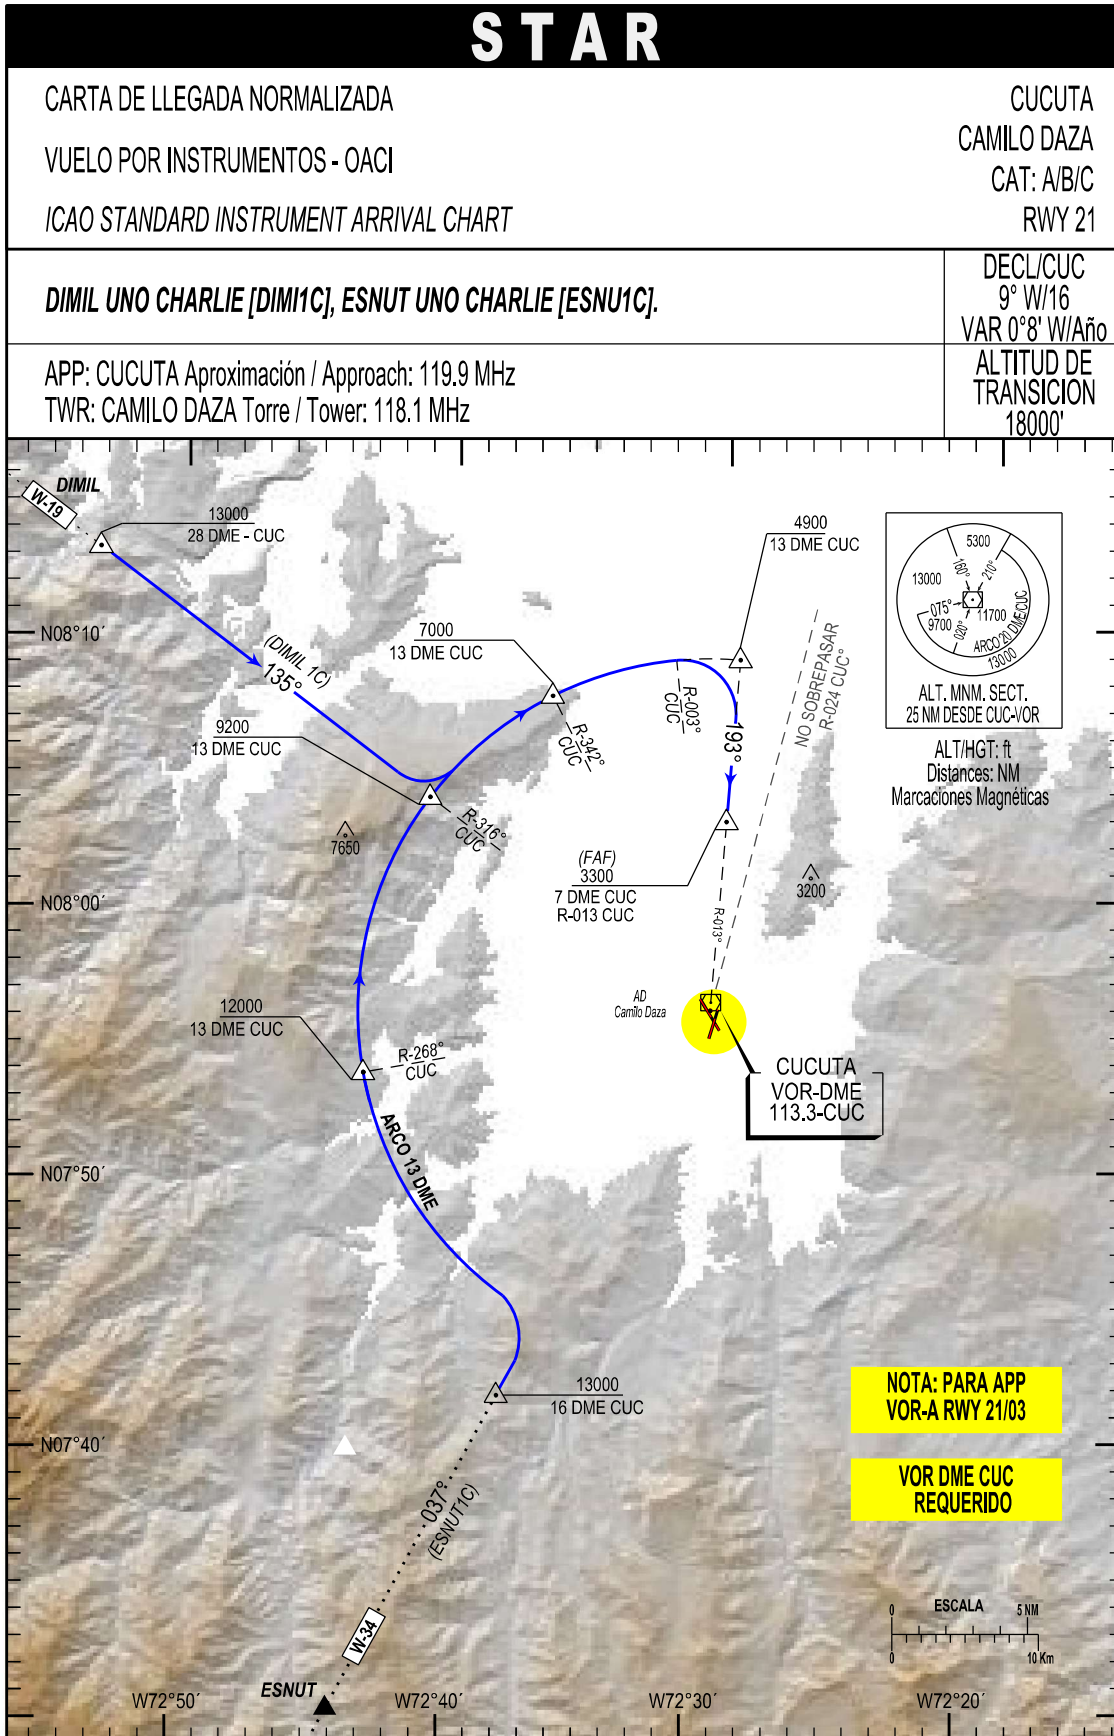 STAR
CARTA DE LLEGADA NORMALIZADA
VUELO POR INSTRUMENTOS - OACI
ICAO STANDARD INSTRUMENT ARRIVAL CHART
CUCUTA
CAMILO DAZA
CAT: A/B/C
RWY 21
DIMIL UNO CHARLIE [DIMI1C], ESNUT UNO CHARLIE [ESNU1C].
DECL/CUC
9° W/16
VAR 0°8' W/Año
APP: CUCUTA Aproximación / Approach: 119.9 MHz
TWR: CAMILO DAZA Torre / Tower: 118.1 MHz
ALTITUD DE
TRANSICION
18000'
DIMIL
W-19
13000
28 DME - CUC
4900
13 DME CUC
5300
13000
160°
210°
075°
9700
11700
020°
ARCO 20 DME/CUC
13000
ALT. MNM. SECT.
25 NM DESDE CUC-VOR
ALT/HGT: ft
Distances: NM
Marcaciones Magnéticas
N08°10´
7000
13 DME CUC
(DIMIL 1C)
135°
NO SOBREPASAR
R-024 CUC°
R-003°
CUC
R-342°
CUC
193°
9200
13 DME CUC
R-316°
CUC
7650
(FAF)
3300
7 DME CUC
R-013 CUC
3200
N08°00´
R-013°
AD
Camilo Daza
12000
13 DME CUC
R-268°
CUC
CUCUTA
VOR-DME
113.3-CUC
ARCO 13 DME
N07°50´
13000
16 DME CUC
NOTA: PARA APP
VOR-A RWY 21/03
N07°40´
VOR DME CUC
REQUERIDO
037°
(ESNUT1C)
W-34
ESCALA
0
5 NM
0
10 Km
ESNUT
W72°50´
W72°40´
W72°30´
W72°20´